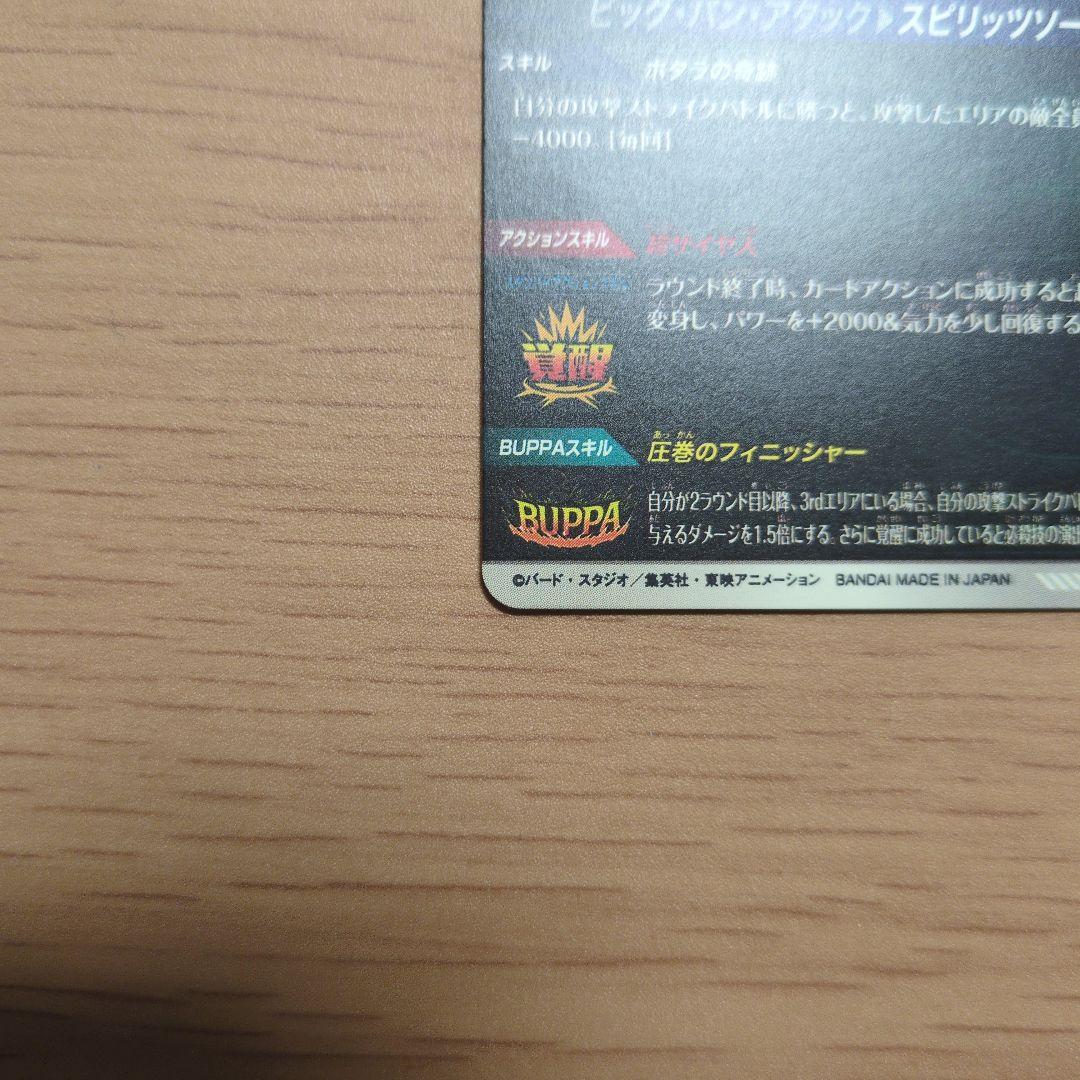 ビッグ・バン・アタック▶スピリッツソー
スキル ポタラの奇跡
自分の攻撃ストライクバトルに勝つと、攻撃したエリアの敵全員
−4000。[毎回]
アクションスキル 超サイヤ人
ラウンド終了時、カードアクションに成功すると
変身し、パワーを+2000&気力を少し回復する
覚醒
BUPPAスキル 圧巻のフィニッシャー
BUPPA
自分が2ラウンド目以降、3rdエリアにいる場合、自分の攻撃ストライクバ
与えるダメージを1.5倍にする。さらに覚醒に成功していると必殺技の演出
©バード・スタジオ/集英社・東映アニメーション BANDAI MADE IN JAPAN